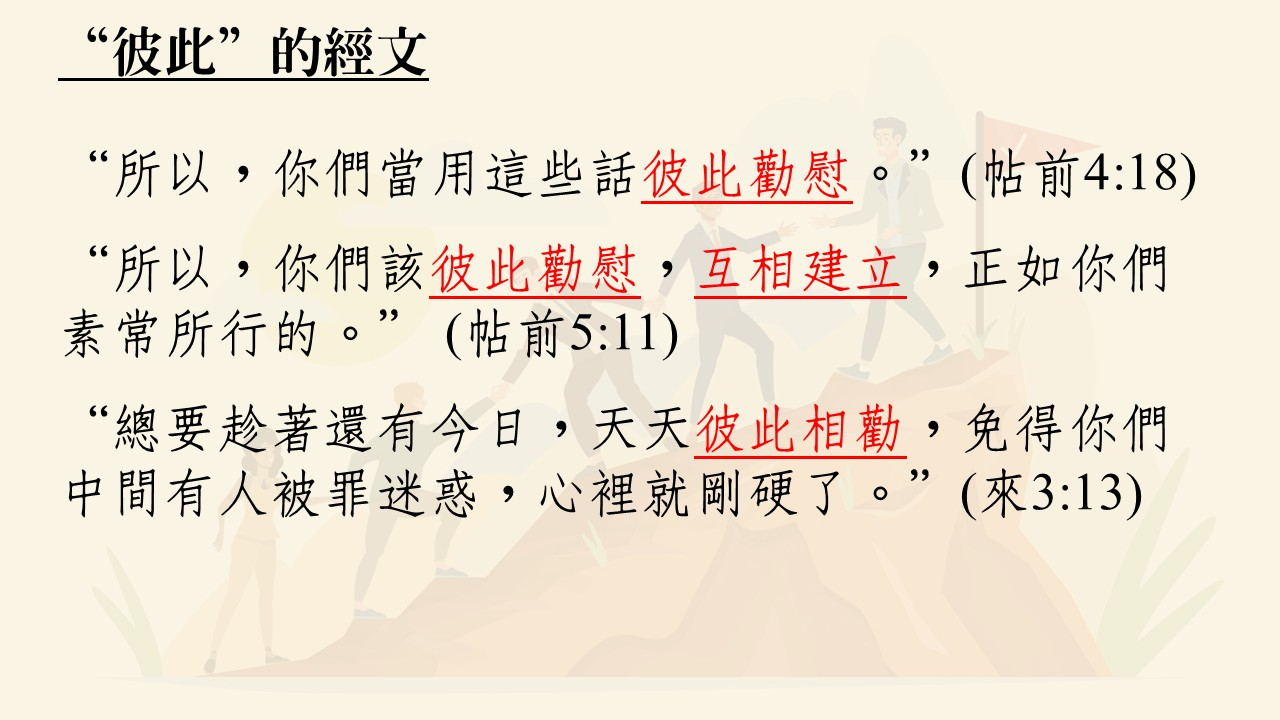 “彼此”的經文
“所以，你們當用這些話彼此勸慰。”(帖前4:18)
“所以，你們該彼此勸慰，互相建立，正如你們
素常所行的。” (帖前5:11)
“總要趁著還有今日，天天彼此相勸，免得你們
中間有人被罪迷惑，心裡就剛硬了。”(來3:13)